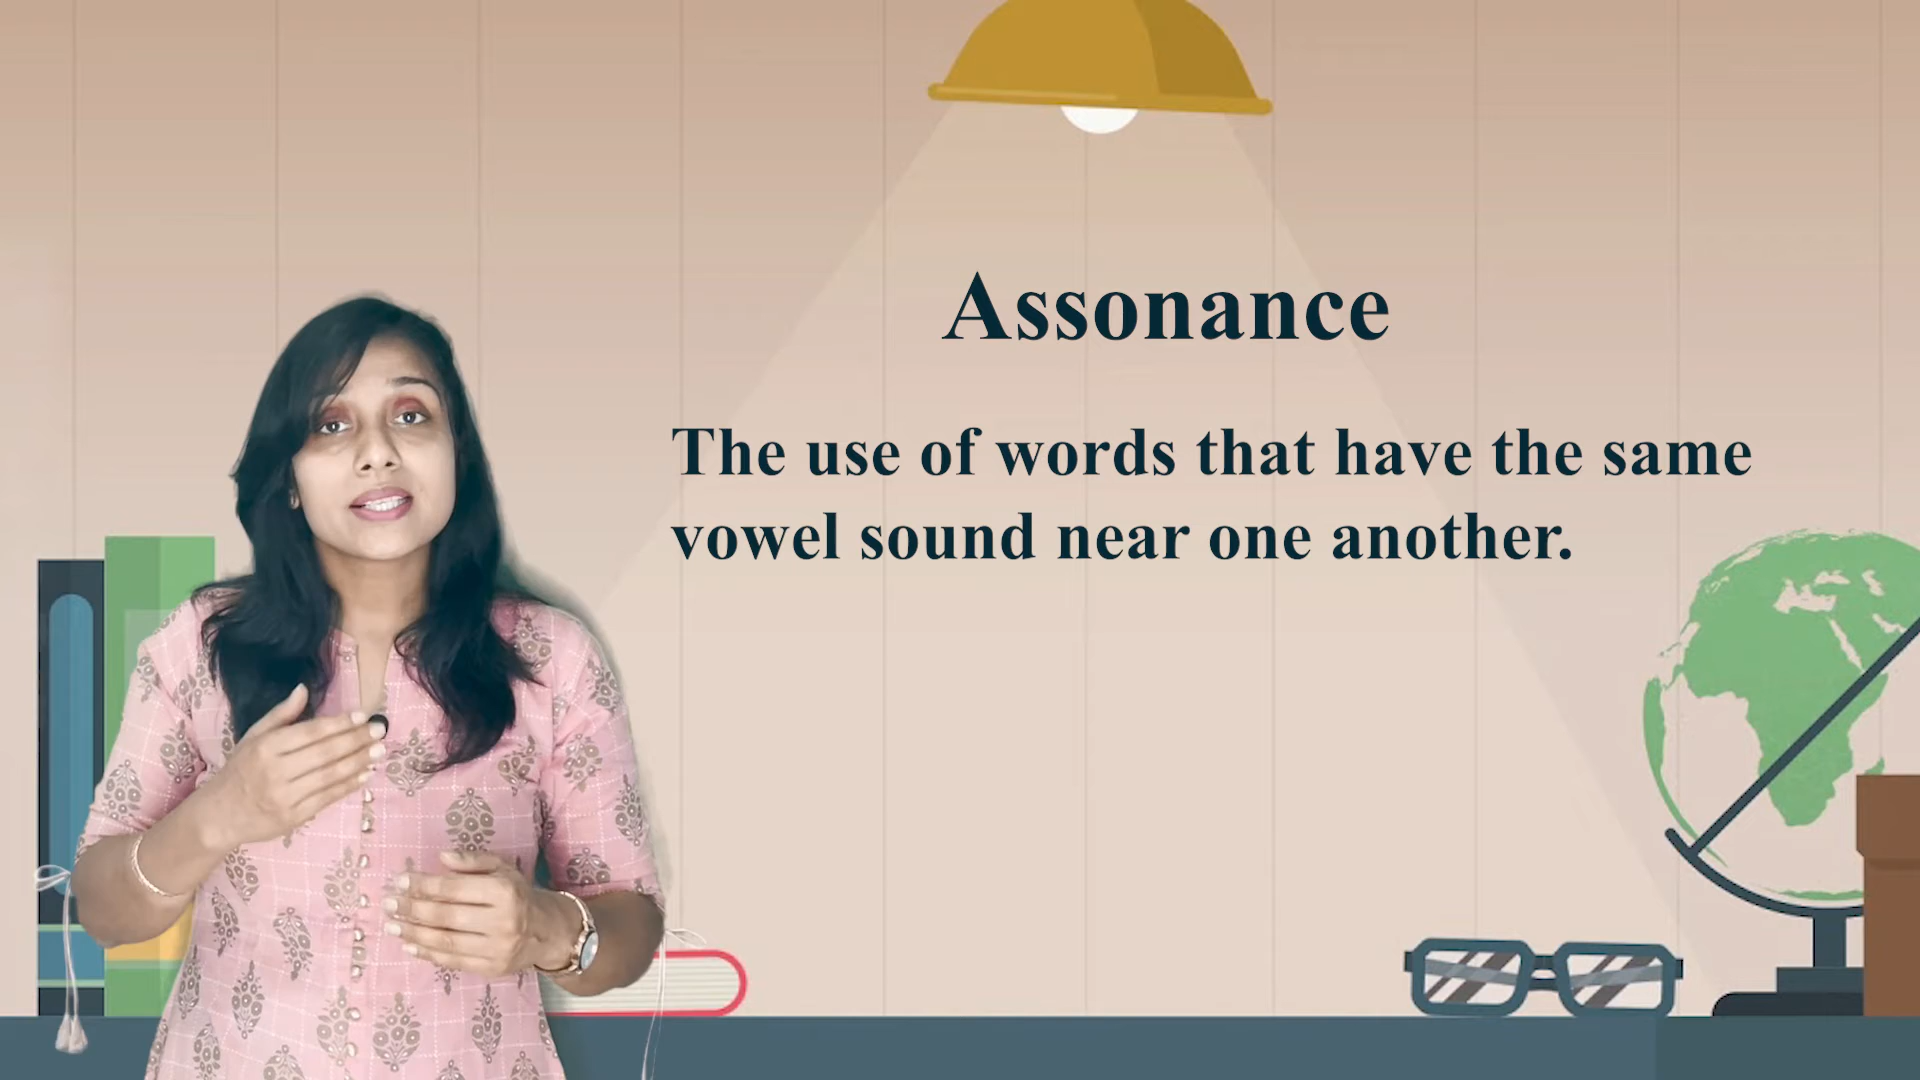 Assonance
The use of words that have the same
vowel sound near one another.